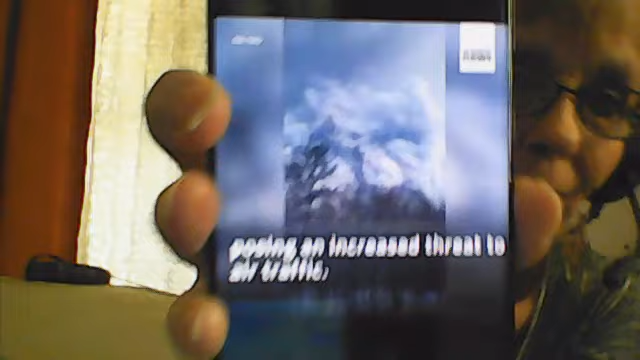 posing an increased threat to
air traffic.